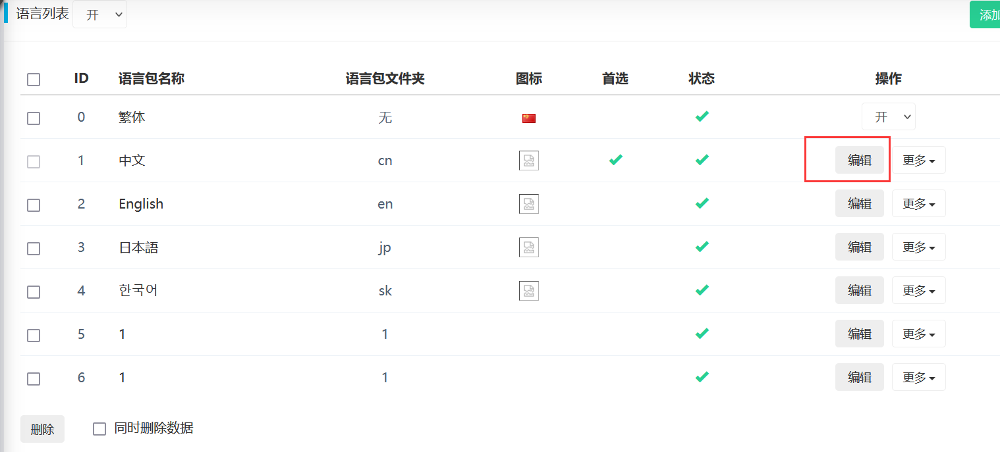 语言列表 开 添加
ID 语言包名称 语言包文件夹 图标 首选 状态 操作
0 繁体 无 开
1 中文 cn 编辑 更多
2 English en 编辑 更多
3 日本語 jp 编辑 更多
4 한국어 sk 编辑 更多
5 1 1 编辑 更多
6 1 1 编辑 更多
删除 同时删除数据